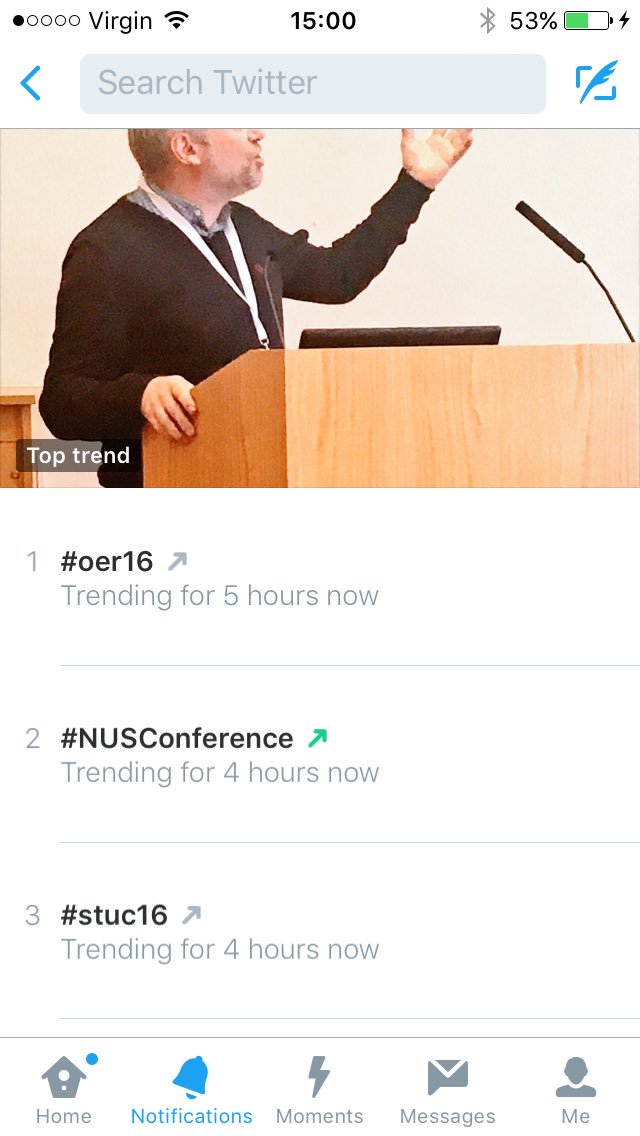 Virgin 15:00 53%
Search Twitter
Top trend
1 #oer16
Trending for 5 hours now
2 #NUSConference
Trending for 4 hours now
3 #stuc16
Trending for 4 hours now
Home Notifications Moments Messages Me